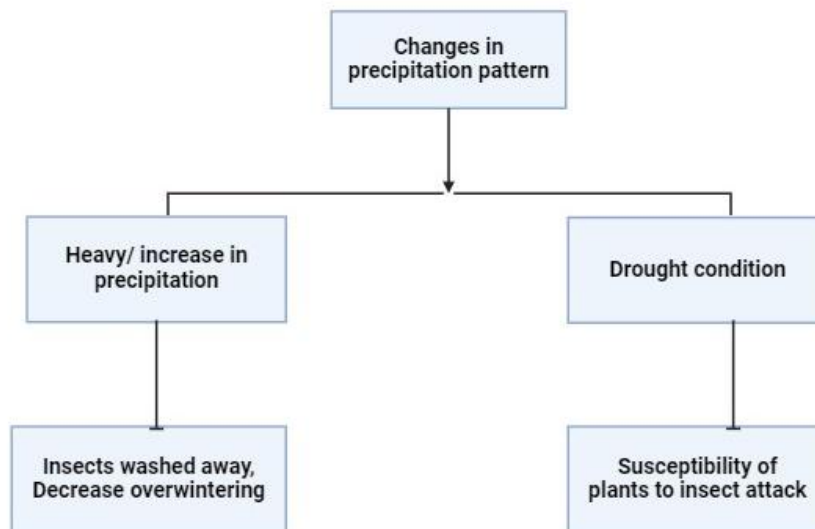 Changes in
precipitation pattern
Heavy/ increase in
precipitation
Drought condition
Insects washed away,
Decrease overwintering
Susceptibility of
plants to insect attack